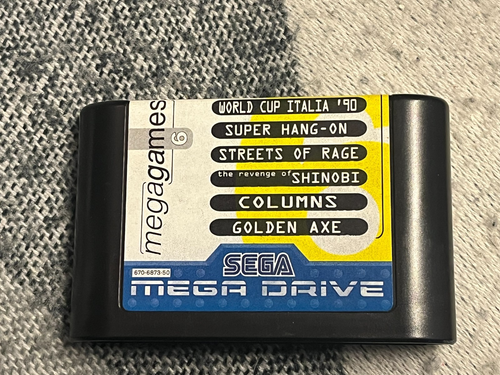 megagames 6
WORLD CUP ITALIA '90
SUPER HANG-ON
STREETS OF RAGE
the revenge of SHINOBI
COLUMNS
GOLDEN AXE
670-6873-50
SEGA
MEGA DRIVE